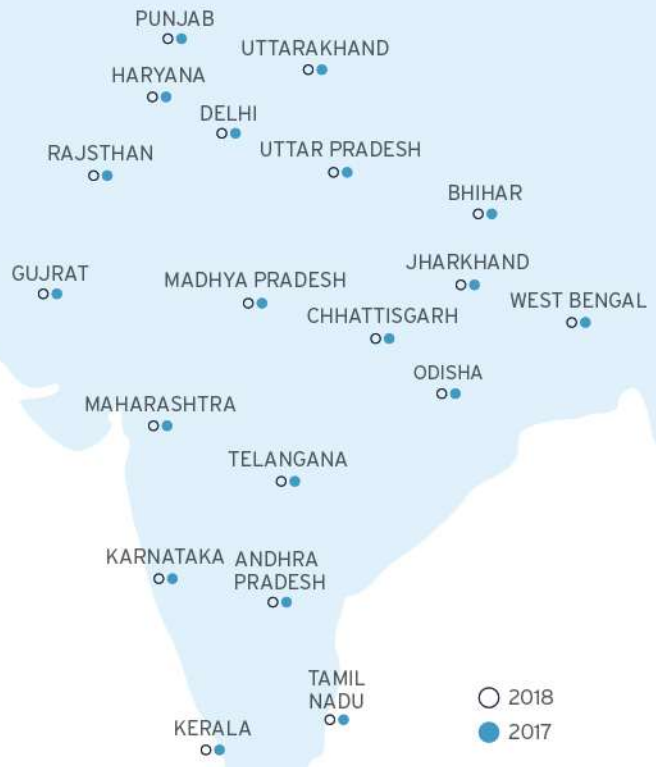 PUNJAB
UTTARAKHAND
HARYANA
DELHI
RAJSTHAN
UTTAR PRADESH
BHIHAR
GUJRAT
MADHYA PRADESH
JHARKHAND
WEST BENGAL
CHHATTISGARH
ODISHA
MAHARASHTRA
TELANGANA
KARNATAKA
ANDHRA
PRADESH
TAMIL
NADU
KERALA
2018
2017